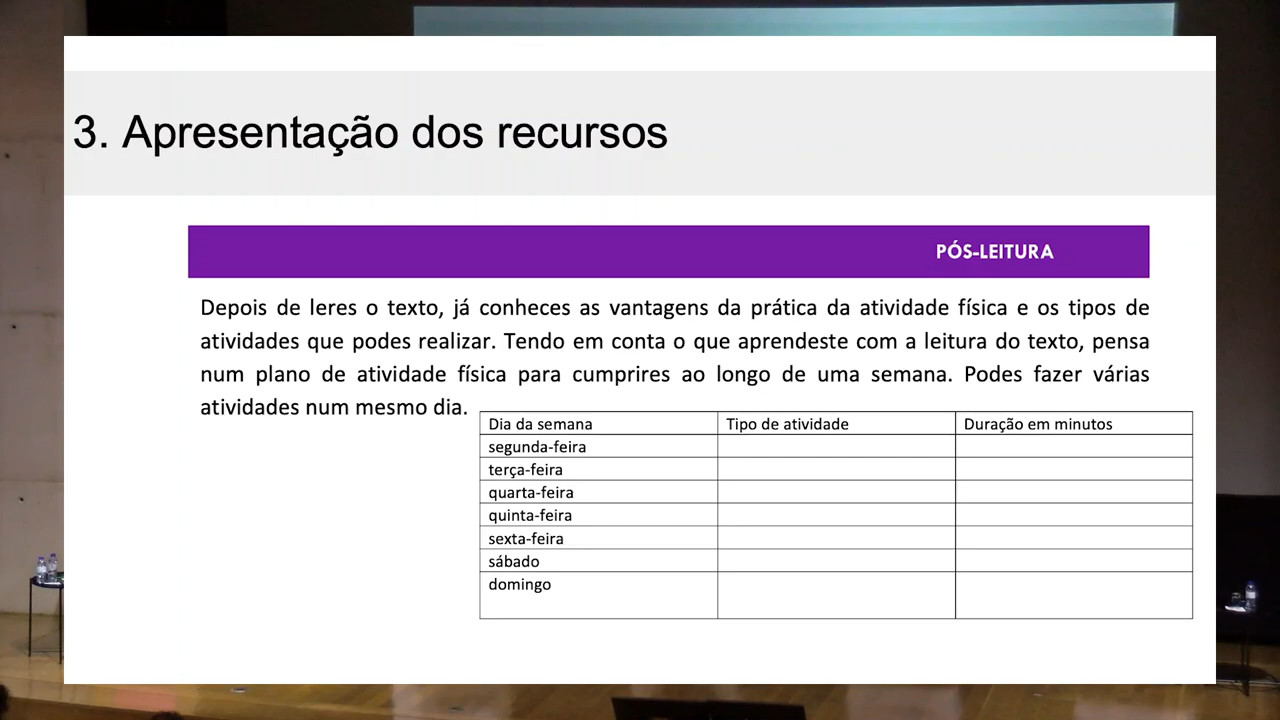 3. Apresentação dos recursos
PÓS-LEITURA
Depois de leres o texto, já conheces as vantagens da prática da atividade física e os tipos de
atividades que podes realizar. Tendo em conta o que aprendeste com a leitura do texto, pensa
num plano de atividade física para cumprires ao longo de uma semana. Podes fazer várias
atividades num mesmo dia.
Dia da semana Tipo de atividade Duração em minutos
segunda-feira
terça-feira
quarta-feira
quinta-feira
sexta-feira
sábado
domingo